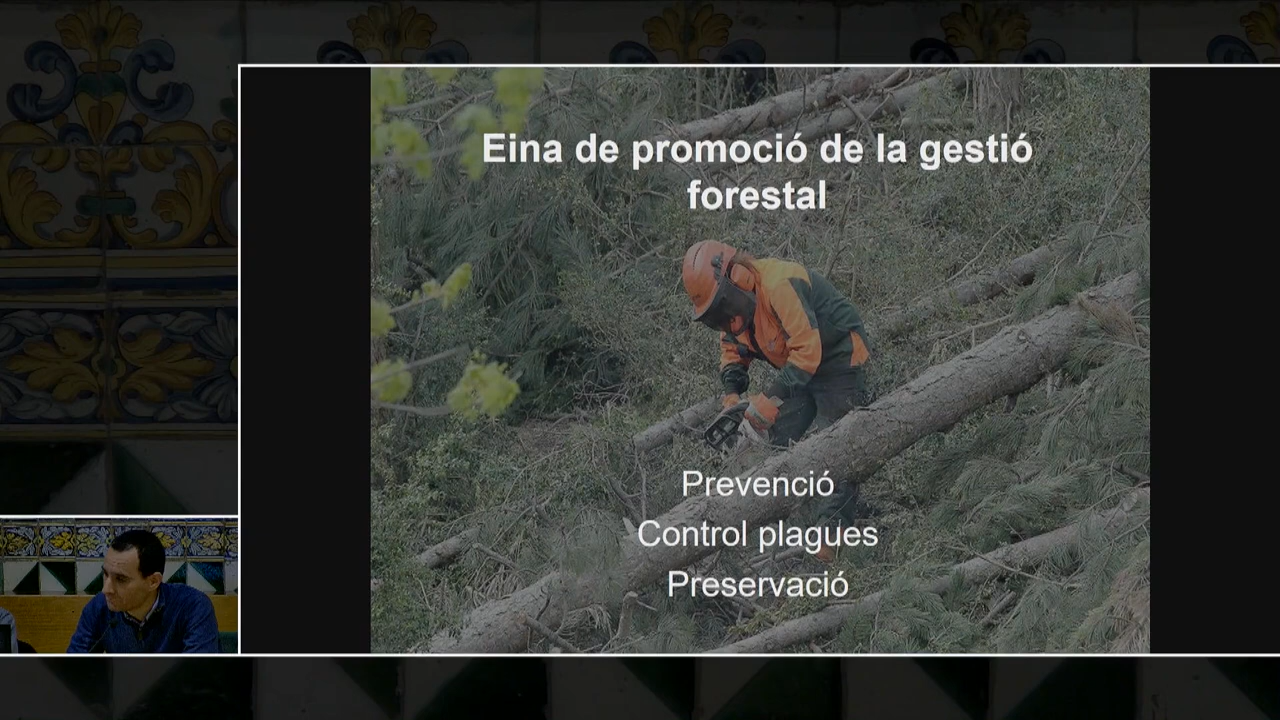 Eina de promoció de la gestió
forestal
Prevenció
Control plagues
Preservació